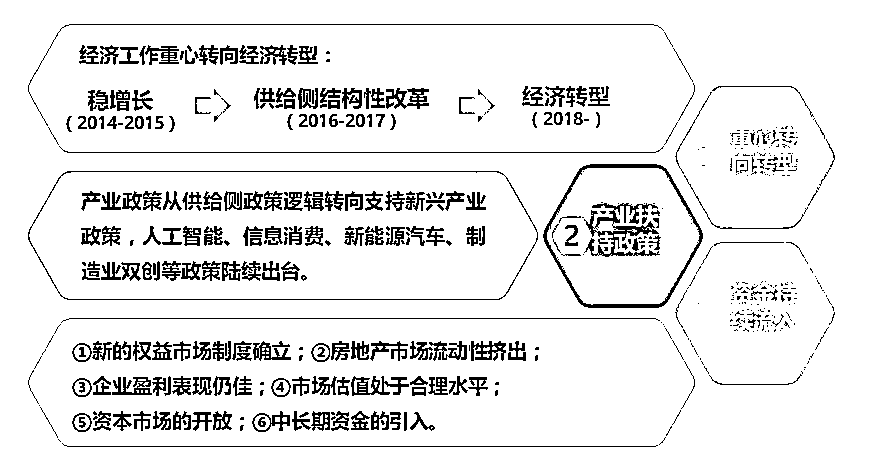 经济工作重心转向经济转型：
稳增长 供给侧结构性改革 经济转型
（2014-2015） （2016-2017） （2018- ）
重心转
向转型
产业政策从供给侧政策逻辑转向支持新兴产业
政策，人工智能、信息消费、新能源汽车、制
造业双创等政策陆续出台。
2
产业扶
持政策
资金持
续流入
①新的权益市场制度确立；②房地产市场流动性挤出；
③企业盈利表现仍佳；④市场估值处于合理水平；
⑤资本市场的开放；⑥中长期资金的引入。